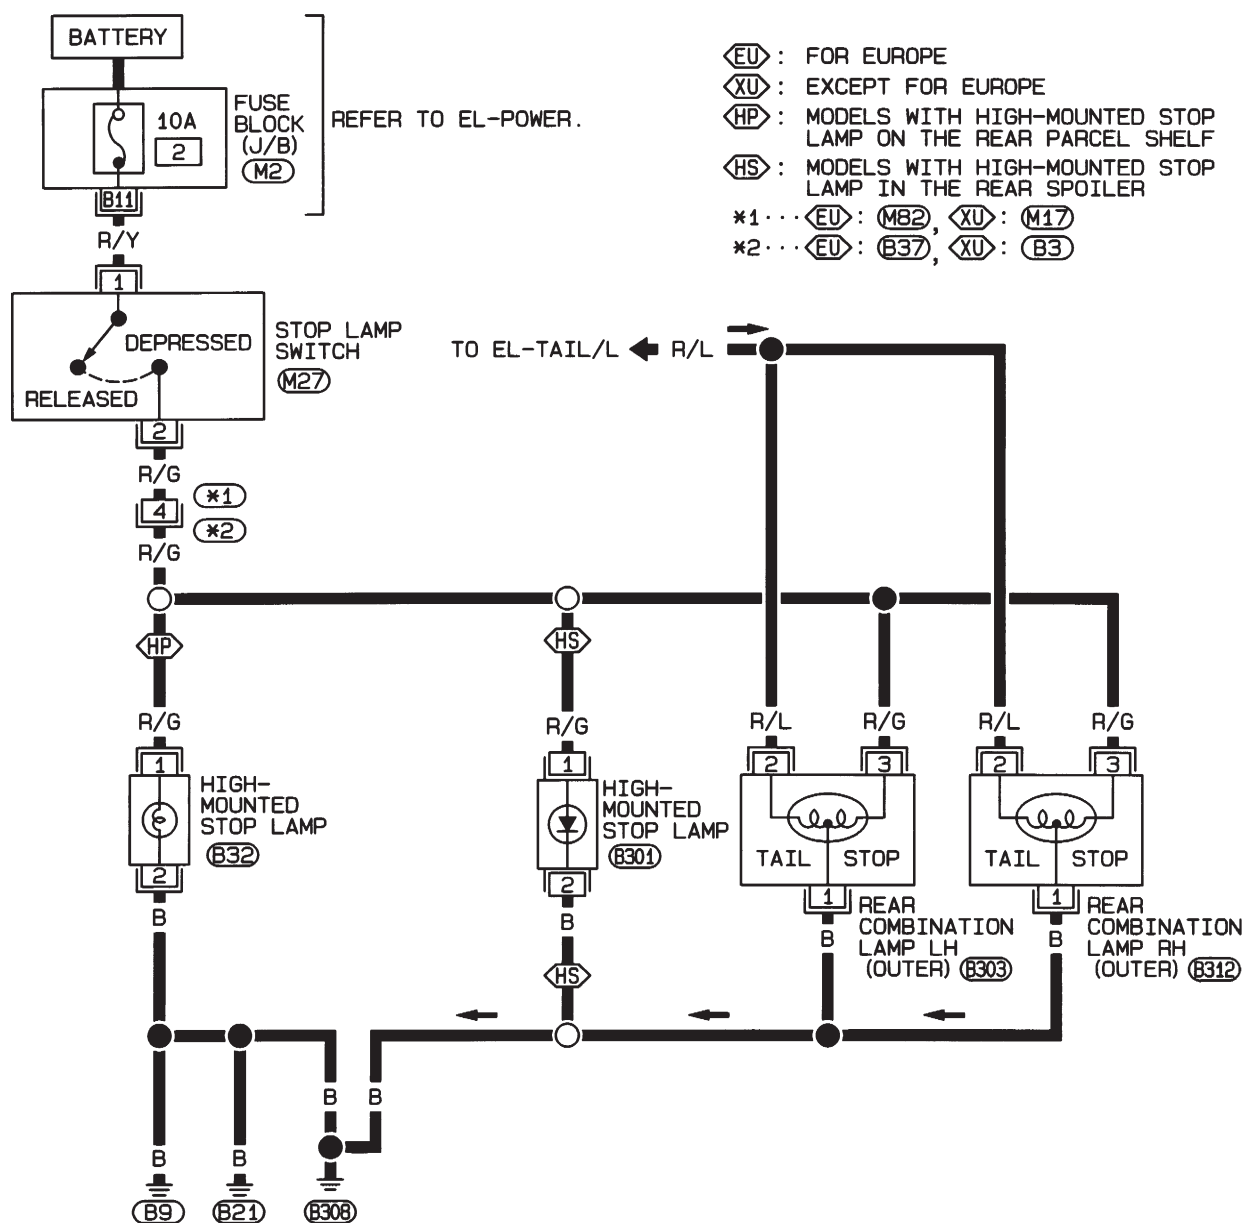 BATTERY
10A
2
FUSE
BLOCK
(J/B)
M2
REFER TO EL-POWER.
B11
R/Y
1
DEPRESSED
RELEASED
STOP LAMP
SWITCH
M27
2
R/G
4
*1
*2
R/G
EU : FOR EUROPE
XU : EXCEPT FOR EUROPE
HP : MODELS WITH HIGH-MOUNTED STOP
LAMP ON THE REAR PARCEL SHELF
HS : MODELS WITH HIGH-MOUNTED STOP
LAMP IN THE REAR SPOILER
*1··· EU : M82 , XU : M17
*2··· EU : B37 , XU : B3
TO EL-TAIL/L R/L
HP
HS
R/G
R/G
R/L
R/G
R/L
R/G
1
HIGH-
MOUNTED
STOP LAMP
B32
2
B
1
HIGH-
MOUNTED
STOP LAMP
B301
2
B
HS
2
3
TAIL
STOP
1
B
REAR
COMBINATION
LAMP LH
(OUTER) B303
2
3
TAIL
STOP
1
B
REAR
COMBINATION
LAMP RH
(OUTER) B312
B
B
B
B
B9
B21
B308